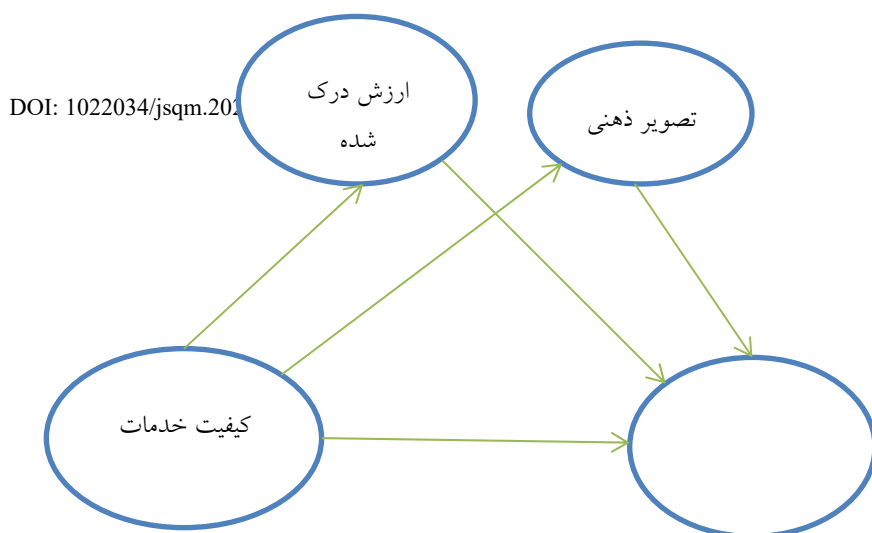 ارزش درک
شده
تصویر ذهنی
DOI: 1022034/jsqm.202
کیفیت خدمات